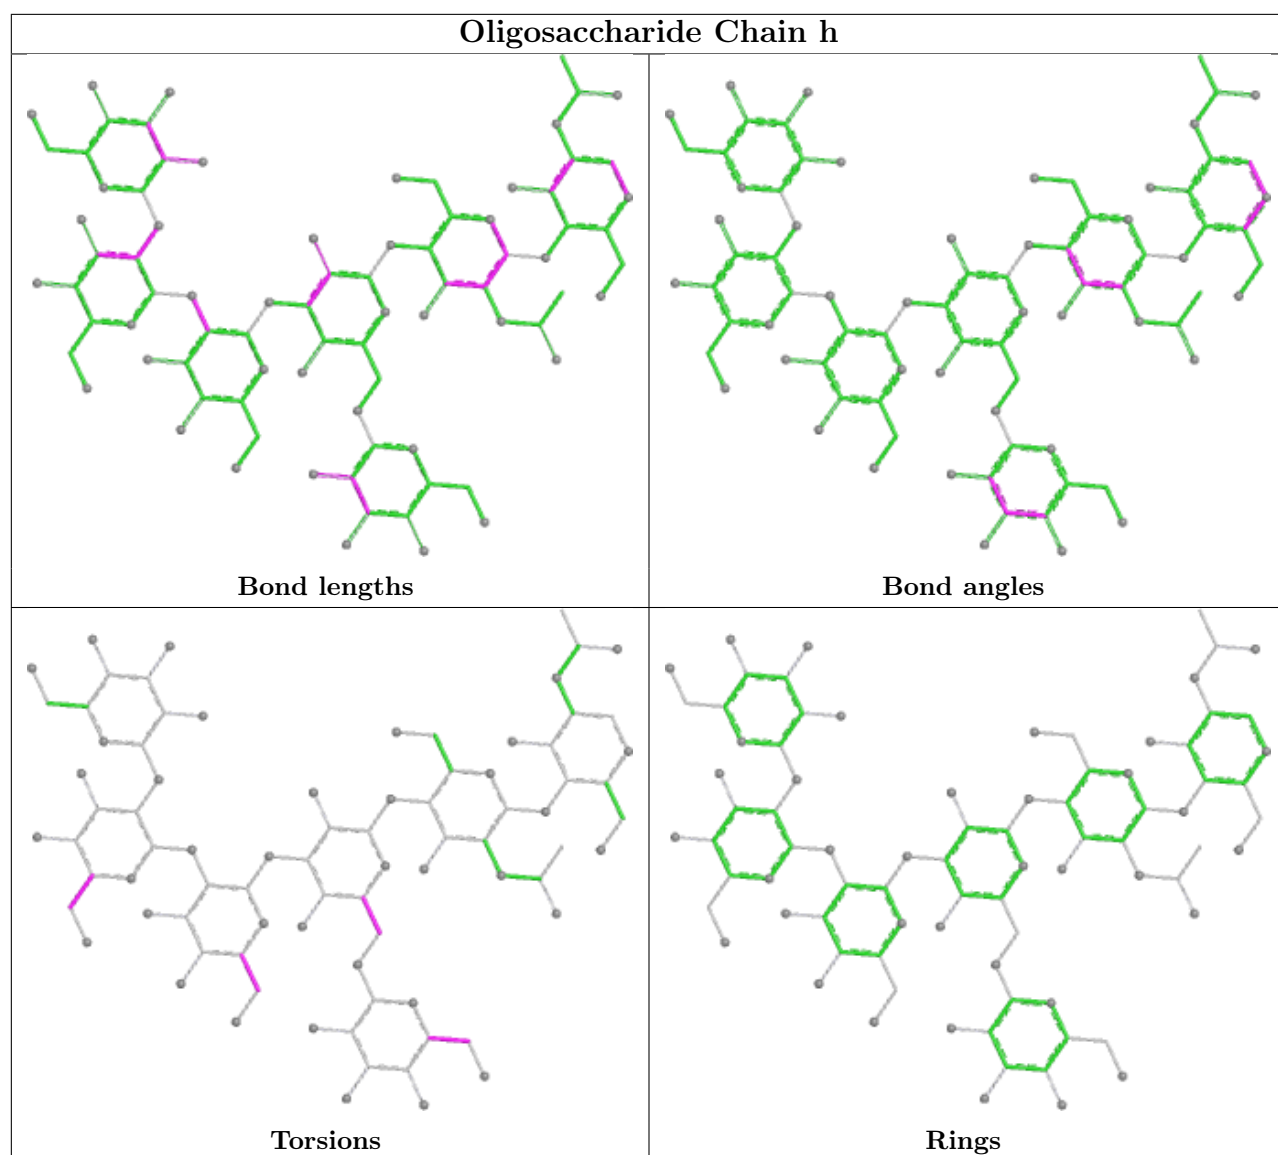 Oligosaccharide Chain h
Bond lengths
Bond angles
Torsions
Rings